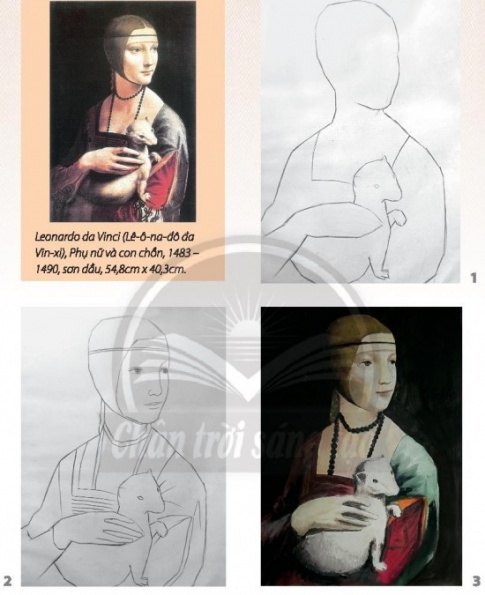 Leonardo da Vinci (Lê-ô-na-đô đa
Vin-xi), Phụ nữ và con chồn, 1483 –
1490, sơn dầu, 54,8cm x 40,3cm.
1
Chân trời sáng tạo
2
3